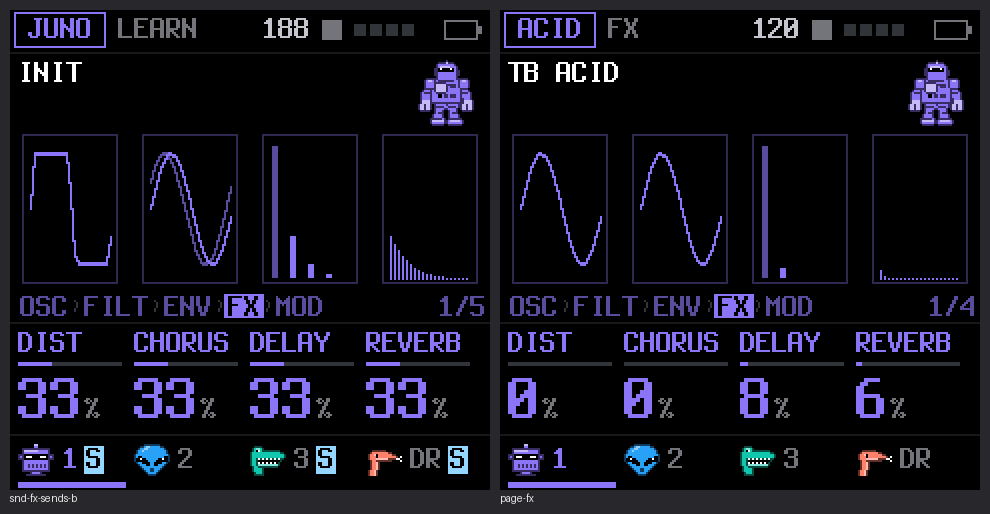 JUNO LEARN 188
INIT
OSC FILT ENV FX MOD 1/5
DIST CHORUS DELAY REVERB
33% 33% 33% 33%
1 S 2 3 S DR S
snd-fx-sends-b
ACID FX 120
TB ACID
OSC FILT ENV FX MOD 1/4
DIST CHORUS DELAY REVERB
0% 0% 8% 6%
1 2 3 DR
page-fx